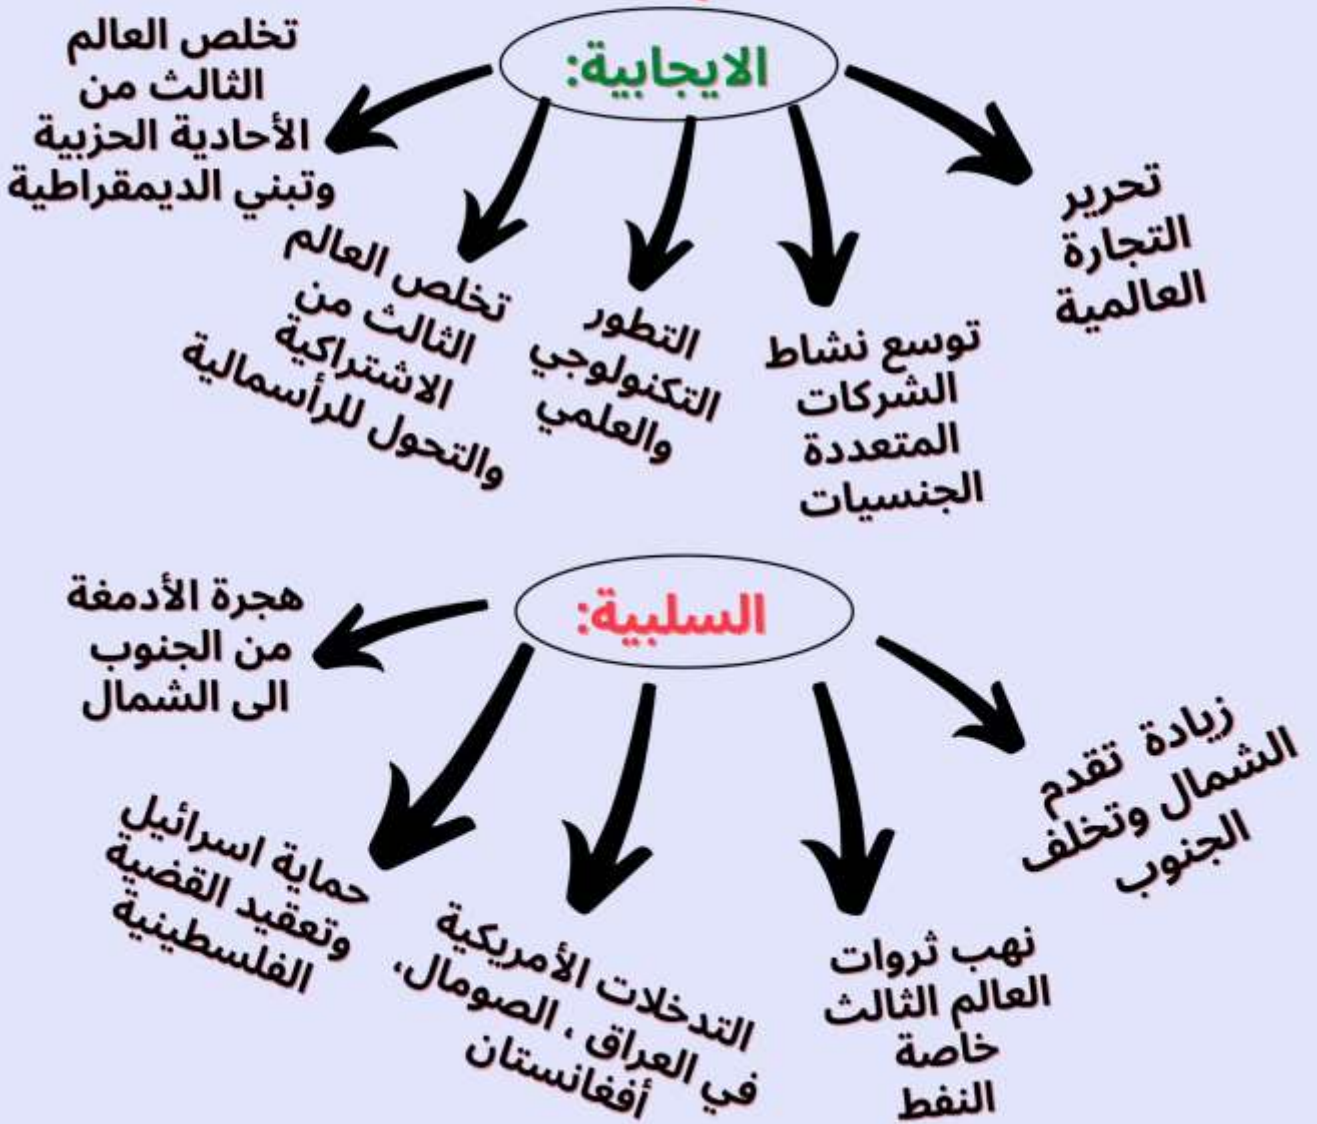 الايجابية:
تحرير
التجارة
العالمية
توسع نشاط
الشركات
المتعددة
الجنسيات
التطور
التكنولوجي
والعلمي
تخلص العالم
الثالث من
الاشتراكية
والتحول للرأسمالية
تخلص العالم
الثالث من
الأحادية الحزبية
وتبني الديمقراطية
السلبية:
زيادة تقدم
الشمال وتخلف
الجنوب
نهب ثروات
العالم الثالث
خاصة
النفط
التدخلات الأمريكية
في العراق ، الصومال،
أفغانستان
حماية اسرائيل
وتعقيد القضية
الفلسطينية
هجرة الأدمغة
من الجنوب
الى الشمال